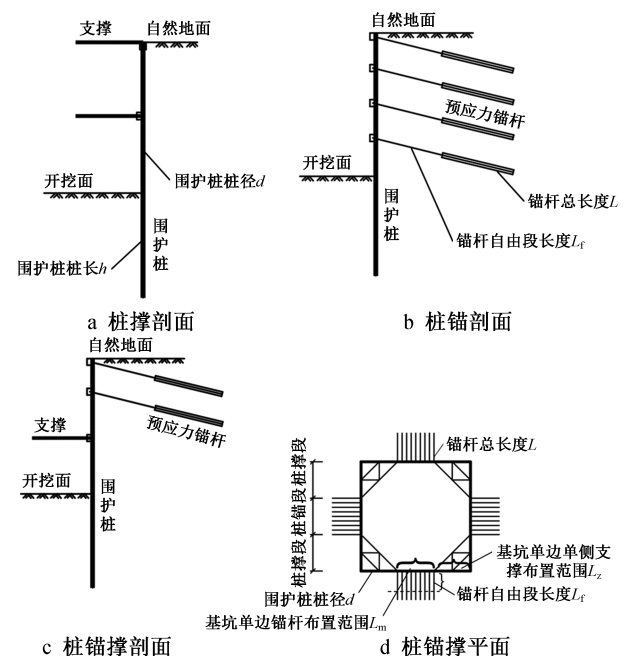 支撑
自然地面
开挖面
围护桩桩径d
围护桩
围护桩桩长h
a 桩撑剖面
自然地面
预应力锚杆
开挖面
锚杆总长度L
围护桩
锚杆自由段长度Lf
b 桩锚剖面
自然地面
预应力锚杆
支撑
开挖面
围护桩
c 桩锚撑剖面
锚杆总长度L
桩撑段
桩锚段
桩撑段
基坑单边单侧支
撑布置范围Lz
围护桩桩径d
锚杆自由段长度Lf
基坑单边锚杆布置范围Lm
d 桩锚撑平面